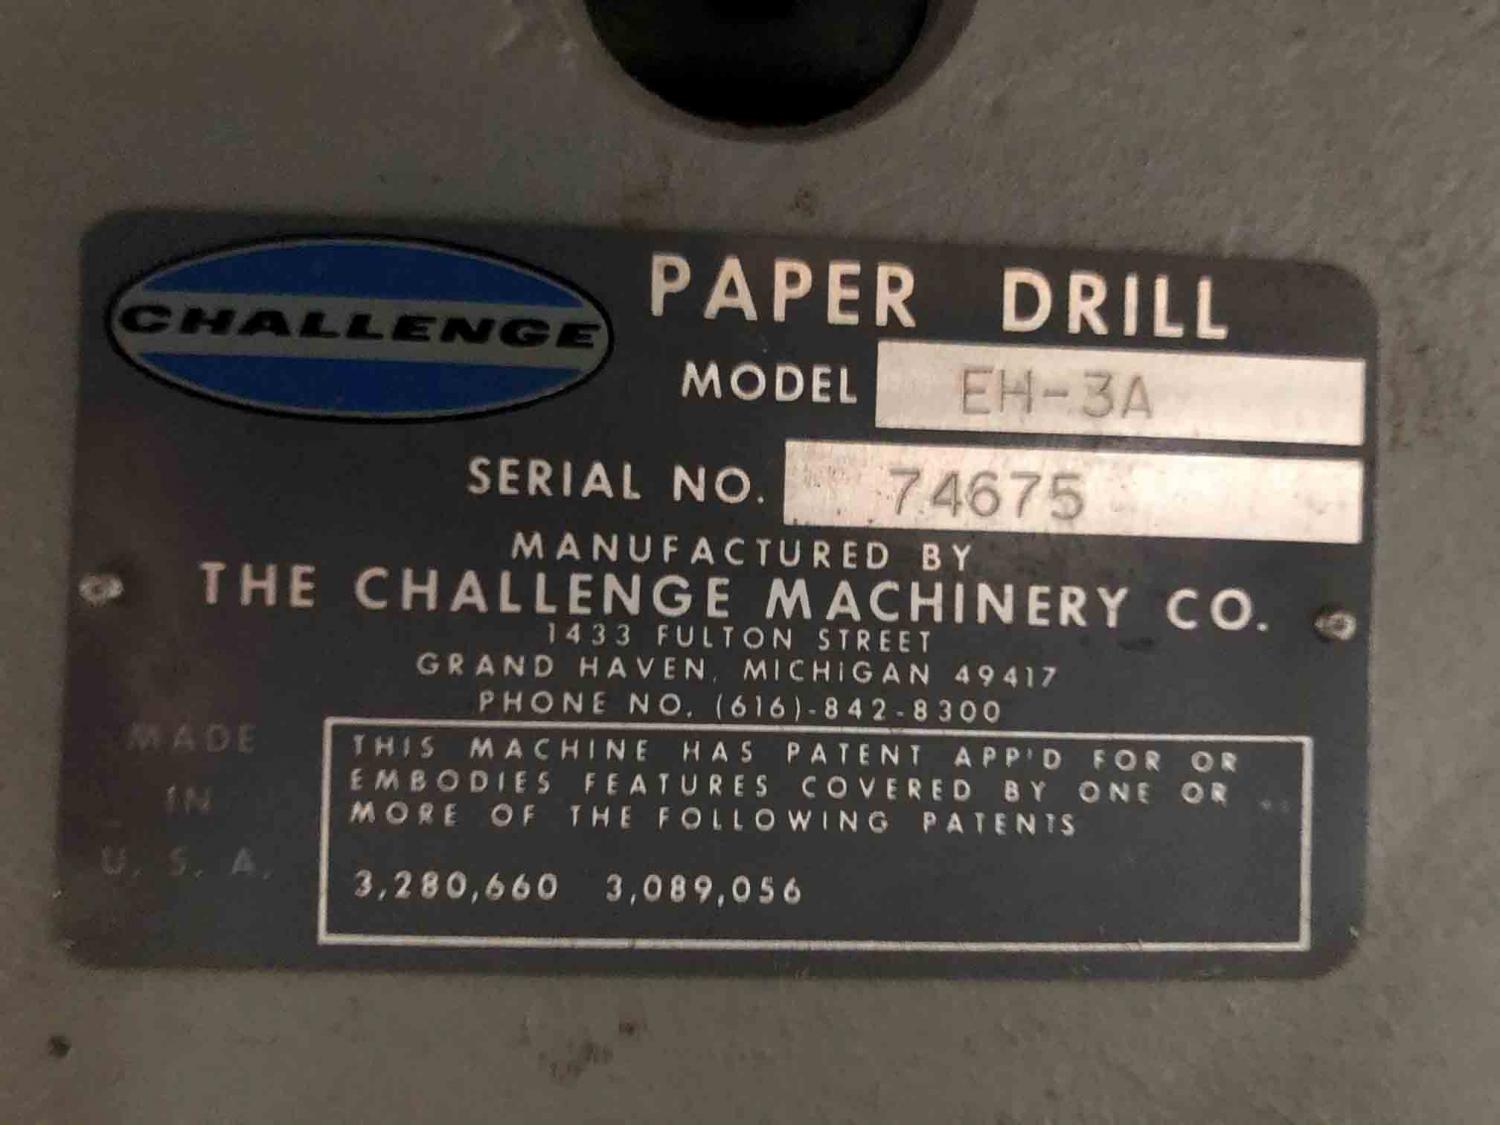 CHALLENGE
PAPER DRILL
MODEL EH-3A
SERIAL NO. 74675
MANUFACTURED BY
THE CHALLENGE MACHINERY CO.
1433 FULTON STREET
GRAND HAVEN, MICHIGAN 49417
PHONE NO. (616)-842-8300
MADE
IN
U. S. A.
THIS MACHINE HAS PATENT APP'D FOR OR
EMBODIES FEATURES COVERED BY ONE OR
MORE OF THE FOLLOWING PATENTS
3,280,660 3,089,056